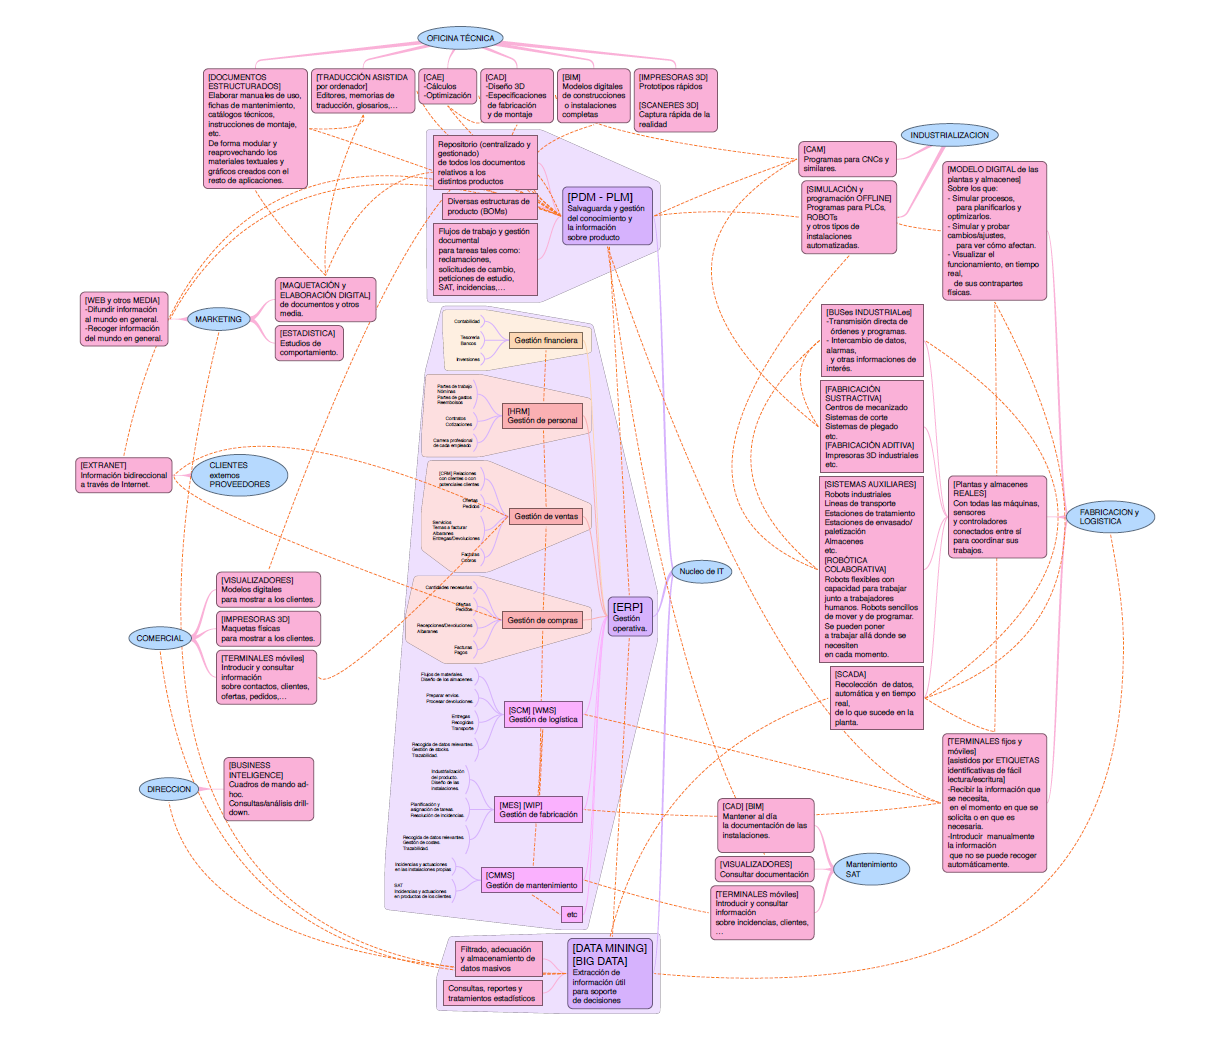 OFICINA TÉCNICA
[DOCUMENTOS
ESTRUCTURADOS]
Elaborar manuales de uso,
fichas de mantenimiento,
catálogos técnicos,
instrucciones de montaje,
etc.
De forma modular y
reaprovechando los
materiales textuales y
gráficos creados con el
resto de aplicaciones.
[TRADUCCIÓN ASISTIDA
por ordenador]
Editores, memorias de
traducción, glosarios,...
[CAE]
-Cálculos
-Optimización
[CAD]
-Diseño 3D
-Especificaciones
de fabricación
y de montaje
[BIM]
Modelos digitales
de construcciones
o instalaciones
completas
[IMPRESORAS 3D]
Prototipos rápidos
[SCANERES 3D]
Captura rápida de la
realidad
INDUSTRIALIZACION
[CAM]
Programas para CNCs y
similares.
[SIMULACIÓN y
programación OFFLINE]
Programas para PLCs,
ROBOTs
y otros tipos de
instalaciones
automatizadas.
[MODELO DIGITAL de las
plantas y almacenes]
Sobre los que:
- Simular procesos,
para planificarlos y
optimizarlos.
- Simular y probar
cambios/ajustes,
para ver cómo afectan.
- Visualizar el
funcionamiento, en tiempo
real,
de sus contrapartes
físicas.
Repositorio (centralizado y
gestionado)
de todos los documentos
relativos a los
distintos productos
Diversas estructuras de
producto (BOMs)
Flujos de trabajo y gestión
documental
para tareas tales como:
reclamaciones,
solicitudes de cambio,
peticiones de estudio,
SAT, incidencias,...
[PDM - PLM]
Salvaguarda y gestión
del conocimiento y
la información
sobre producto
[WEB y otros MEDIA]
-Difundir información
al mundo en general.
-Recoger información
del mundo en general.
MARKETING
[MAQUETACIÓN y
ELABORACIÓN DIGITAL]
de documentos y otros
media.
[ESTADISTICA]
Estudios de
comportamiento.
[EXTRANET]
Información bidireccional
a través de Internet.
CLIENTES
externos
PROVEEDORES
Contabilidad
Tesorería
Bancos
Inversiones
Gestión financiera
Partes de trabajo
Nóminas
Partes de gastos
Reembolsos
Contratos
Cotizaciones
Carrera profesional
de cada empleado
[HRM]
Gestión de personal
[CRM] Relaciones
con clientes o con
potenciales clientes
Ofertas
Pedidos
Servicios
Temas a facturar
Albaranes
Entregas/Devoluciones
Facturas
Cobros
Gestión de ventas
Cantidades necesarias
Ofertas
Pedidos
Recepciones/Devoluciones
Albaranes
Facturas
Pagos
Gestión de compras
Flujos de materiales.
Diseño de los almacenes.
Preparar envíos.
Procesar devoluciones.
Entregas
Recogidas
Transporte
Recogida de datos relevantes.
Gestión de stocks.
Trazabilidad.
[SCM] [WMS]
Gestión de logística
Industrialización
del producto.
Diseño de las
instalaciones.
Planificación y
asignación de tareas.
Resolución de incidencias.
Recogida de datos relevantes.
Gestión de costes.
Trazabilidad.
[MES] [WIP]
Gestión de fabricación
Incidencias y actuaciones
en las instalaciones propias
SAT
Incidencias y actuaciones
en productos de los clientes
[CMMS]
Gestión de mantenimiento
etc
[ERP]
Gestión
operativa.
Nucleo de IT
Filtrado, adecuación
y almacenamiento de
datos masivos
Consultas, reportes y
tratamientos estadísticos
[DATA MINING]
[BIG DATA]
Extracción de
información útil
para soporte
de decisiones
[VISUALIZADORES]
Modelos digitales
para mostrar a los clientes.
[IMPRESORAS 3D]
Maquetas físicas
para mostrar a los clientes.
[TERMINALES móviles]
Introducir y consultar
información
sobre contactos, clientes,
ofertas, pedidos,...
COMERCIAL
DIRECCION
[BUSINESS
INTELIGENCE]
Cuadros de mando ad-
hoc.
Consultas/análisis drill-
down.
[BUSes INDUSTRIALes]
-Transmisión directa de
órdenes y programas.
- Intercambio de datos,
alarmas,
y otras informaciones de
interés.
[FABRICACIÓN
SUSTRACTIVA]
Centros de mecanizado
Sistemas de corte
Sistemas de plegado
etc.
[FABRICACIÓN ADITIVA]
Impresoras 3D industriales
etc.
[SISTEMAS AUXILIARES]
Robots industriales
Lineas de transporte
Estaciones de tratamiento
Estaciones de envasado/
paletización
Almacenes
etc.
[ROBÓTICA
COLABORATIVA]
Robots flexibles con
capacidad para trabajar
junto a trabajadores
humanos. Robots sencillos
de mover y de programar.
Se pueden poner
a trabajar allá donde se
necesiten
en cada momento.
[SCADA]
Recolección de datos,
automática y en tiempo
real,
de lo que sucede en la
planta.
[Plantas y almacenes
REALES]
Con todas las máquinas,
sensores
y controladores
conectados entre sí
para coordinar sus
trabajos.
FABRICACION y
LOGISTICA
[TERMINALES fijos y
móviles]
[asistidos por ETIQUETAS
identificativas de fácil
lectura/escritura]
-Recibir la información que
se necesita,
en el momento en que se
solicita o en que es
necesaria.
-Introducir manualmente
la información
que no se puede recoger
automáticamente.
[CAD] [BIM]
Mantener al día
la documentación de las
instalaciones.
[VISUALIZADORES]
Consultar documentación
[TERMINALES móviles]
Introducir y consultar
información
sobre incidencias, clientes,
...
Mantenimiento
SAT